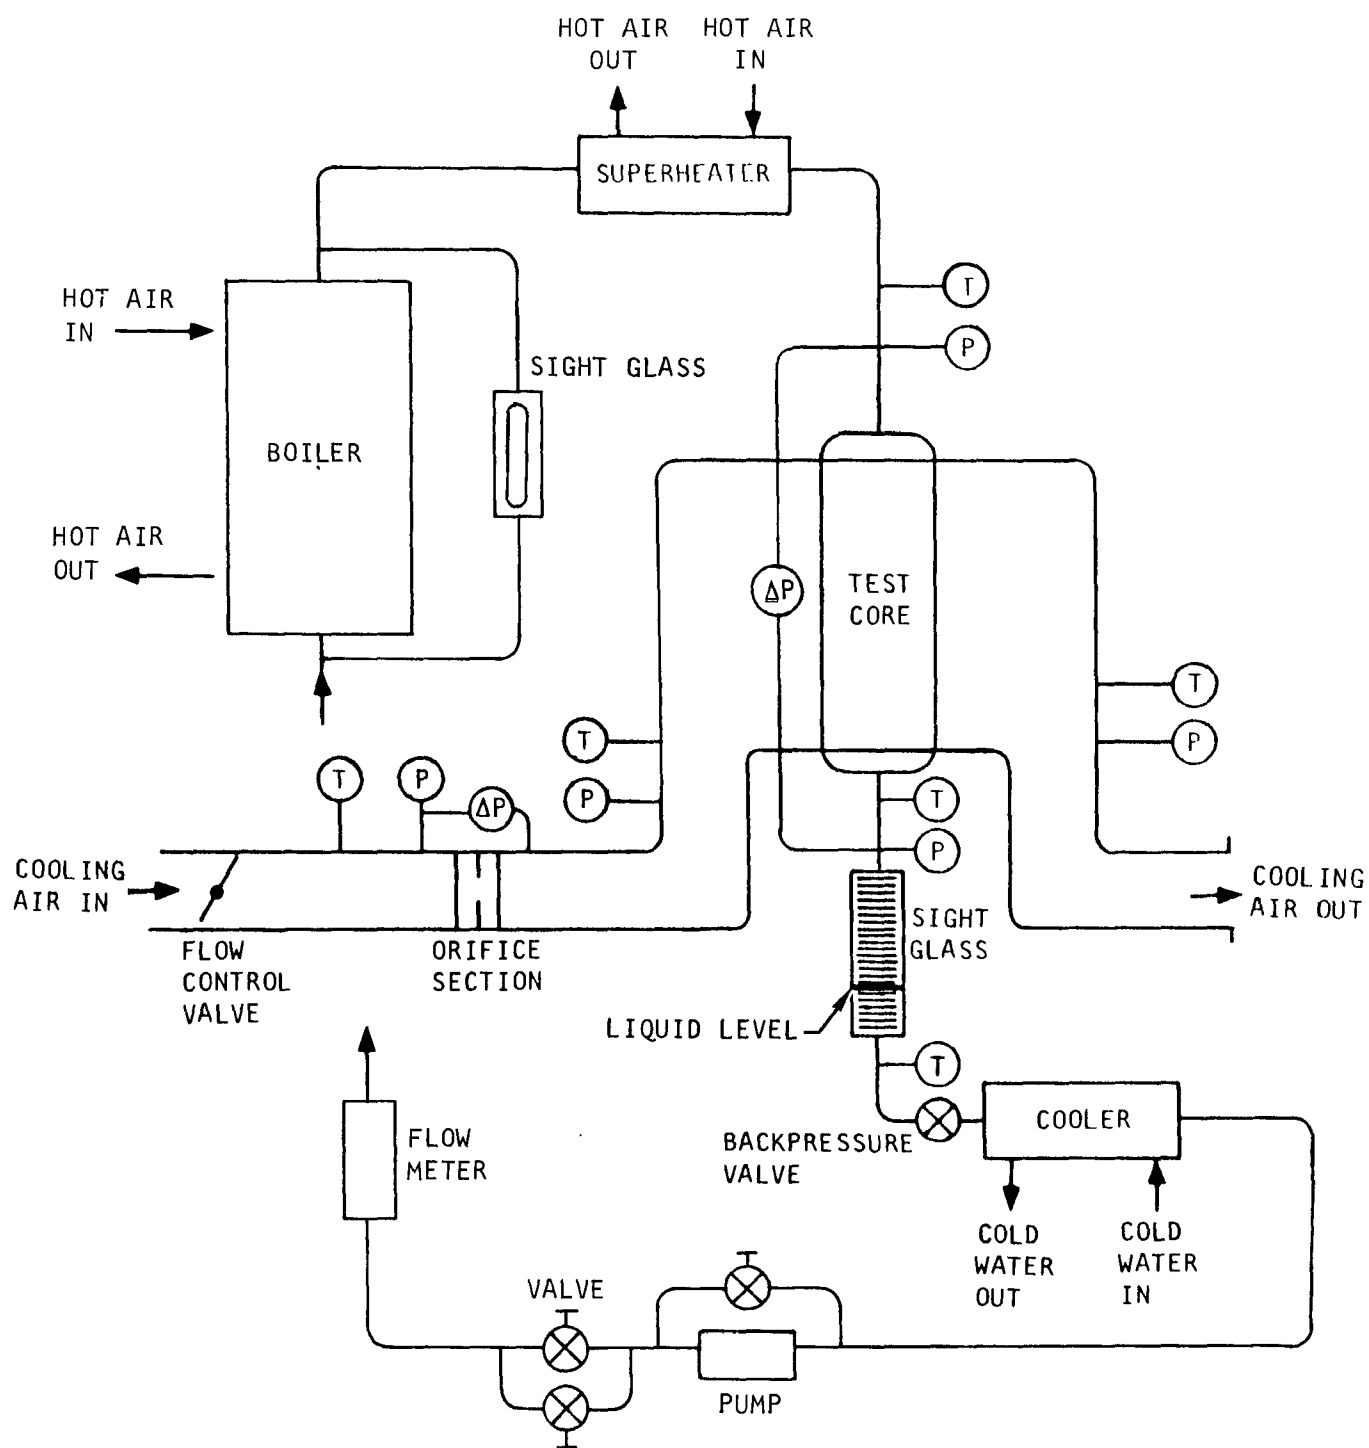 HOT AIR
OUT
HOT AIR
IN
SUPERHEATER
HOT AIR
IN
T
P
SIGHT GLASS
BOILER
HOT AIR
OUT
ΔP
TEST
CORE
T
P
T
P
T
P
ΔP
T
P
COOLING
AIR IN
COOLING
AIR OUT
FLOW
CONTROL
VALVE
ORIFICE
SECTION
SIGHT
GLASS
LIQUID LEVEL
T
BACKPRESSURE
VALVE
COOLER
FLOW
METER
COLD
WATER
OUT
COLD
WATER
IN
VALVE
PUMP